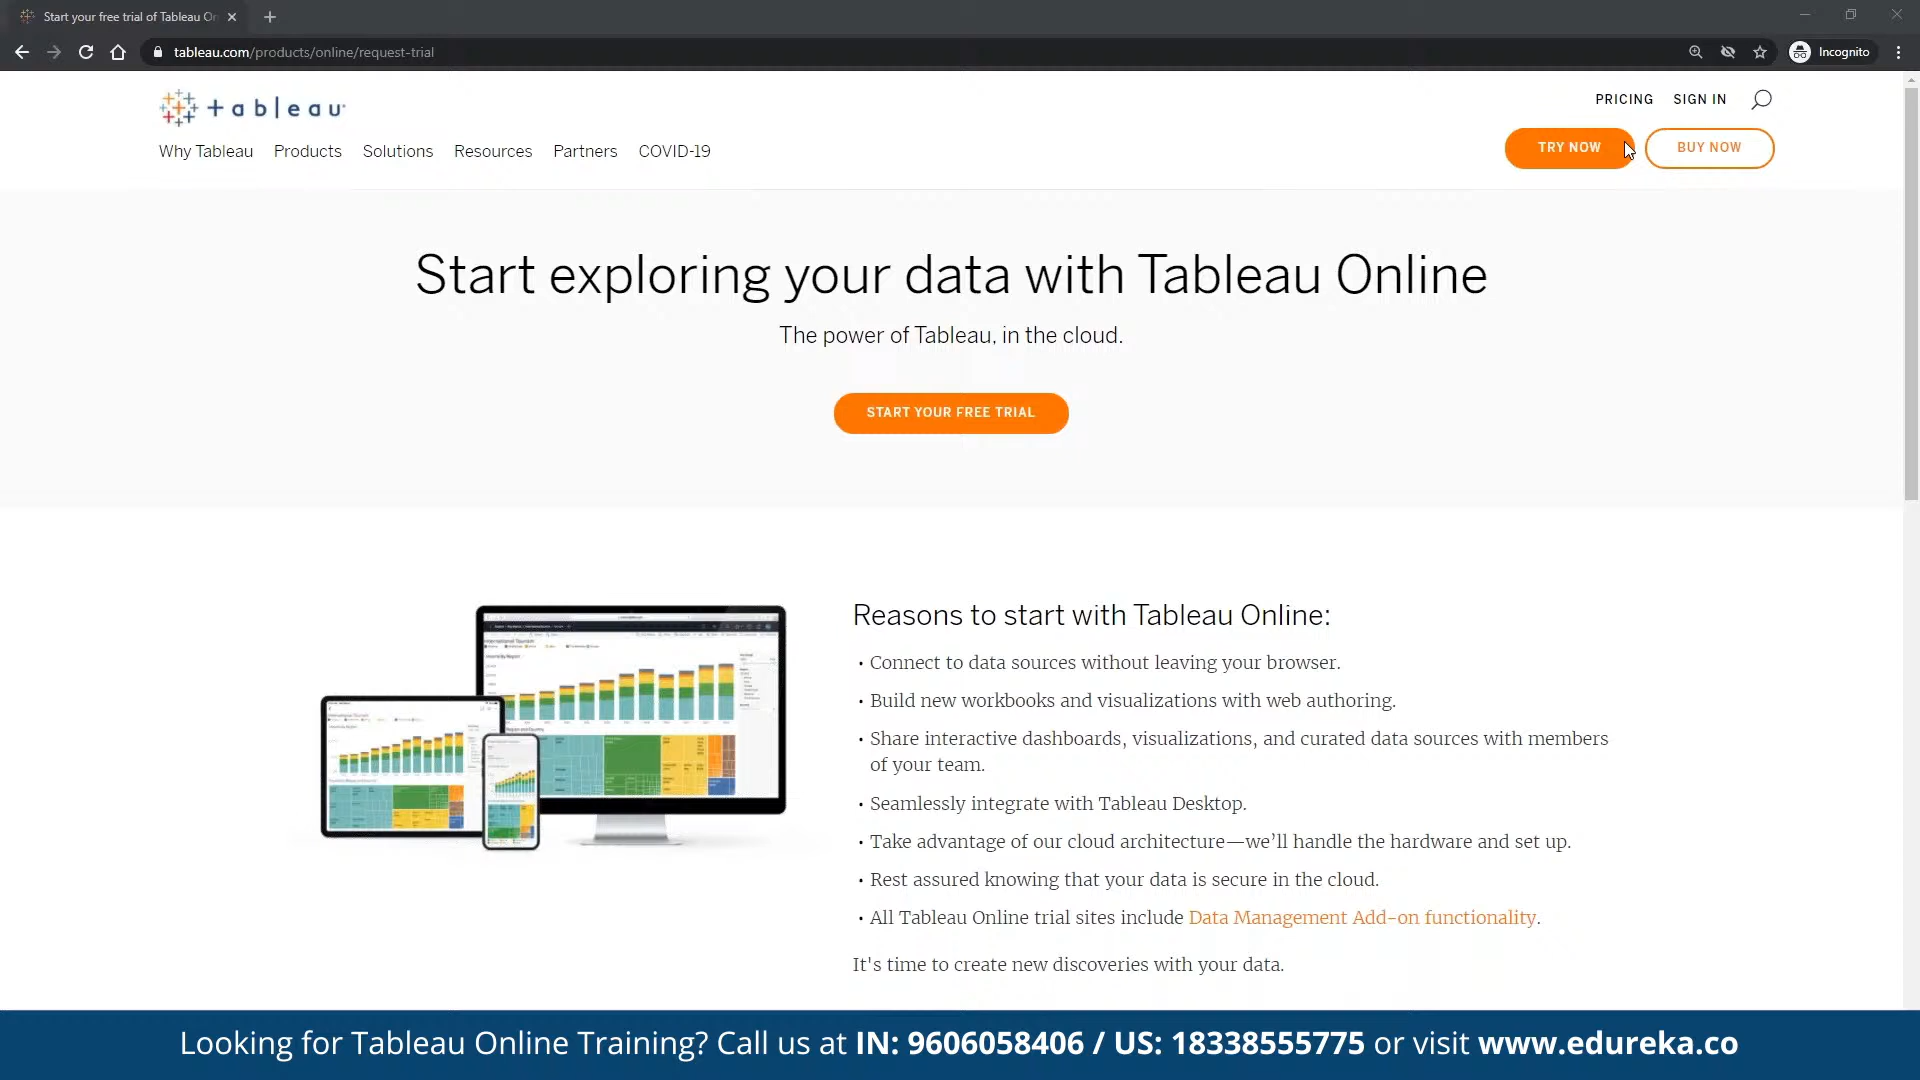 Start your free trial of Tableau On
tableau.com/products/online/request-trial
Incognito
+ a b | e a u
PRICING SIGN IN
Why Tableau Products Solutions Resources Partners COVID-19
TRY NOW BUY NOW
Start exploring your data with Tableau Online
The power of Tableau, in the cloud.
START YOUR FREE TRIAL
Reasons to start with Tableau Online:
• Connect to data sources without leaving your browser.
• Build new workbooks and visualizations with web authoring.
• Share interactive dashboards, visualizations, and curated data sources with members
of your team.
• Seamlessly integrate with Tableau Desktop.
• Take advantage of our cloud architecture—we’ll handle the hardware and set up.
• Rest assured knowing that your data is secure in the cloud.
• All Tableau Online trial sites include Data Management Add-on functionality.
It's time to create new discoveries with your data.
Looking for Tableau Online Training? Call us at IN: 9606058406 / US: 18338555775 or visit www.edureka.co